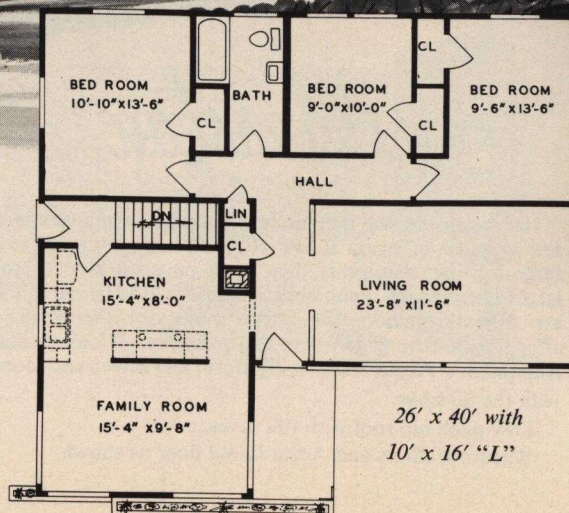 BED ROOM
10'-10"x13'-6"
BATH
CL
BED ROOM
9'-0"x10'-0"
CL
CL
BED ROOM
9'-6"x13'-6"
HALL
DN
LIN
CL
KITCHEN
15'-4"x8'-0"
LIVING ROOM
23'-8"x11'-6"
FAMILY ROOM
15'-4"x9'-8"
26' x 40' with
10' x 16' “L”